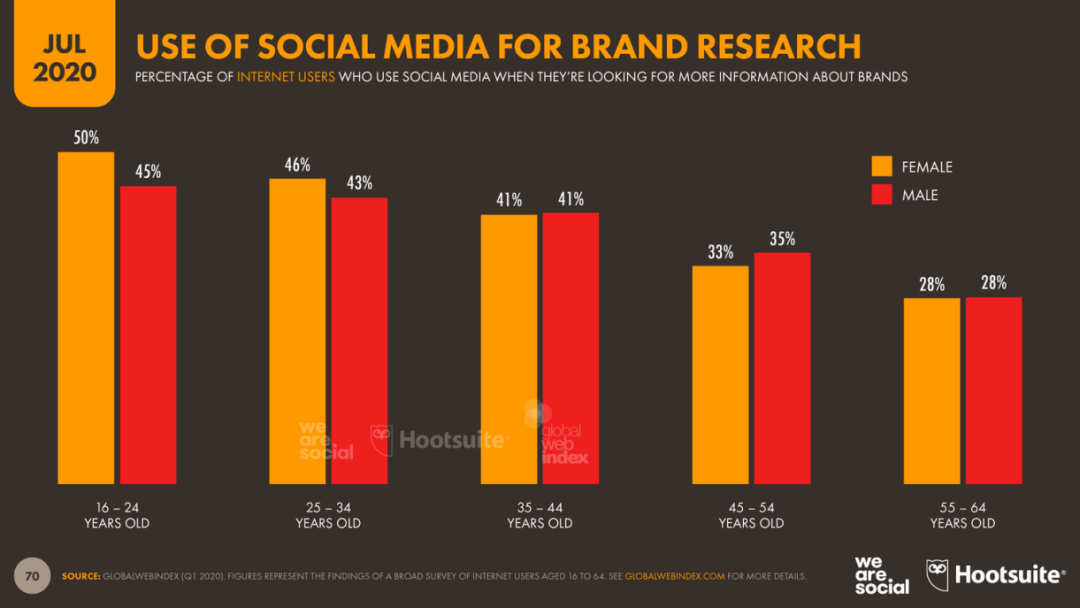 JUL
2020
USE OF SOCIAL MEDIA FOR BRAND RESEARCH
PERCENTAGE OF INTERNET USERS WHO USE SOCIAL MEDIA WHEN THEY'RE LOOKING FOR MORE INFORMATION ABOUT BRANDS
50%
45%
46%
43%
41%
41%
33%
35%
28%
28%
FEMALE
MALE
we
are
social
Hootsuite®
global
web
index
16 – 24
YEARS OLD
25 – 34
YEARS OLD
35 – 44
YEARS OLD
45 – 54
YEARS OLD
55 – 64
YEARS OLD
70
SOURCE: GLOBALWEBINDEX (Q1 2020). FIGURES REPRESENT THE FINDINGS OF A BROAD SURVEY OF INTERNET USERS AGED 16 TO 64. SEE GLOBALWEBINDEX.COM FOR MORE DETAILS.
we
are
social
Hootsuite®